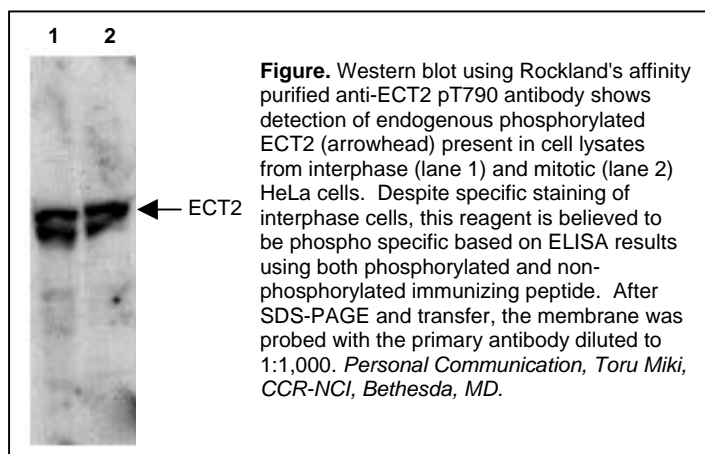 1 2
ECT2
Figure. Western blot using Rockland's affinity
purified anti-ECT2 pT790 antibody shows
detection of endogenous phosphorylated
ECT2 (arrowhead) present in cell lysates
from interphase (lane 1) and mitotic (lane 2)
HeLa cells. Despite specific staining of
interphase cells, this reagent is believed to
be phospho specific based on ELISA results
using both phosphorylated and non-
phosphorylated immunizing peptide. After
SDS-PAGE and transfer, the membrane was
probed with the primary antibody diluted to
1:1,000. Personal Communication, Toru Miki,
CCR-NCI, Bethesda, MD.